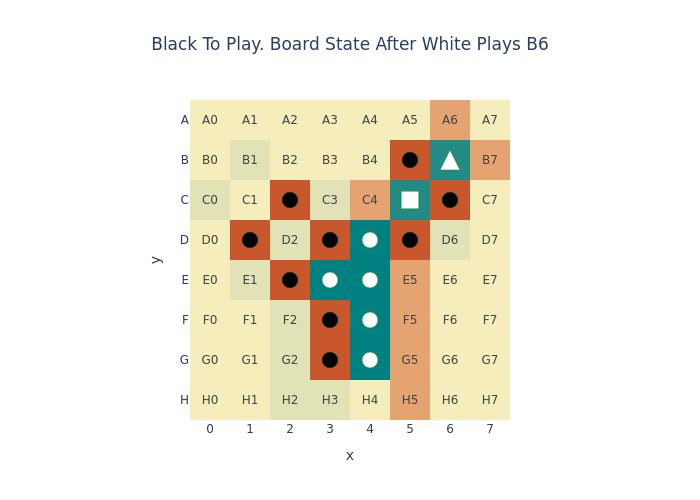 Black To Play. Board State After White Plays B6
A A0 A1 A2 A3 A4 A5 A6 A7
B B0 B1 B2 B3 B4 B7
C C0 C1 C3 C4 C7
D D0 D2 D6 D7
E E0 E1 E5 E6 E7
F F0 F1 F2 F5 F6 F7
G G0 G1 G2 G5 G6 G7
H H0 H1 H2 H3 H4 H5 H6 H7
0 1 2 3 4 5 6 7
x
y